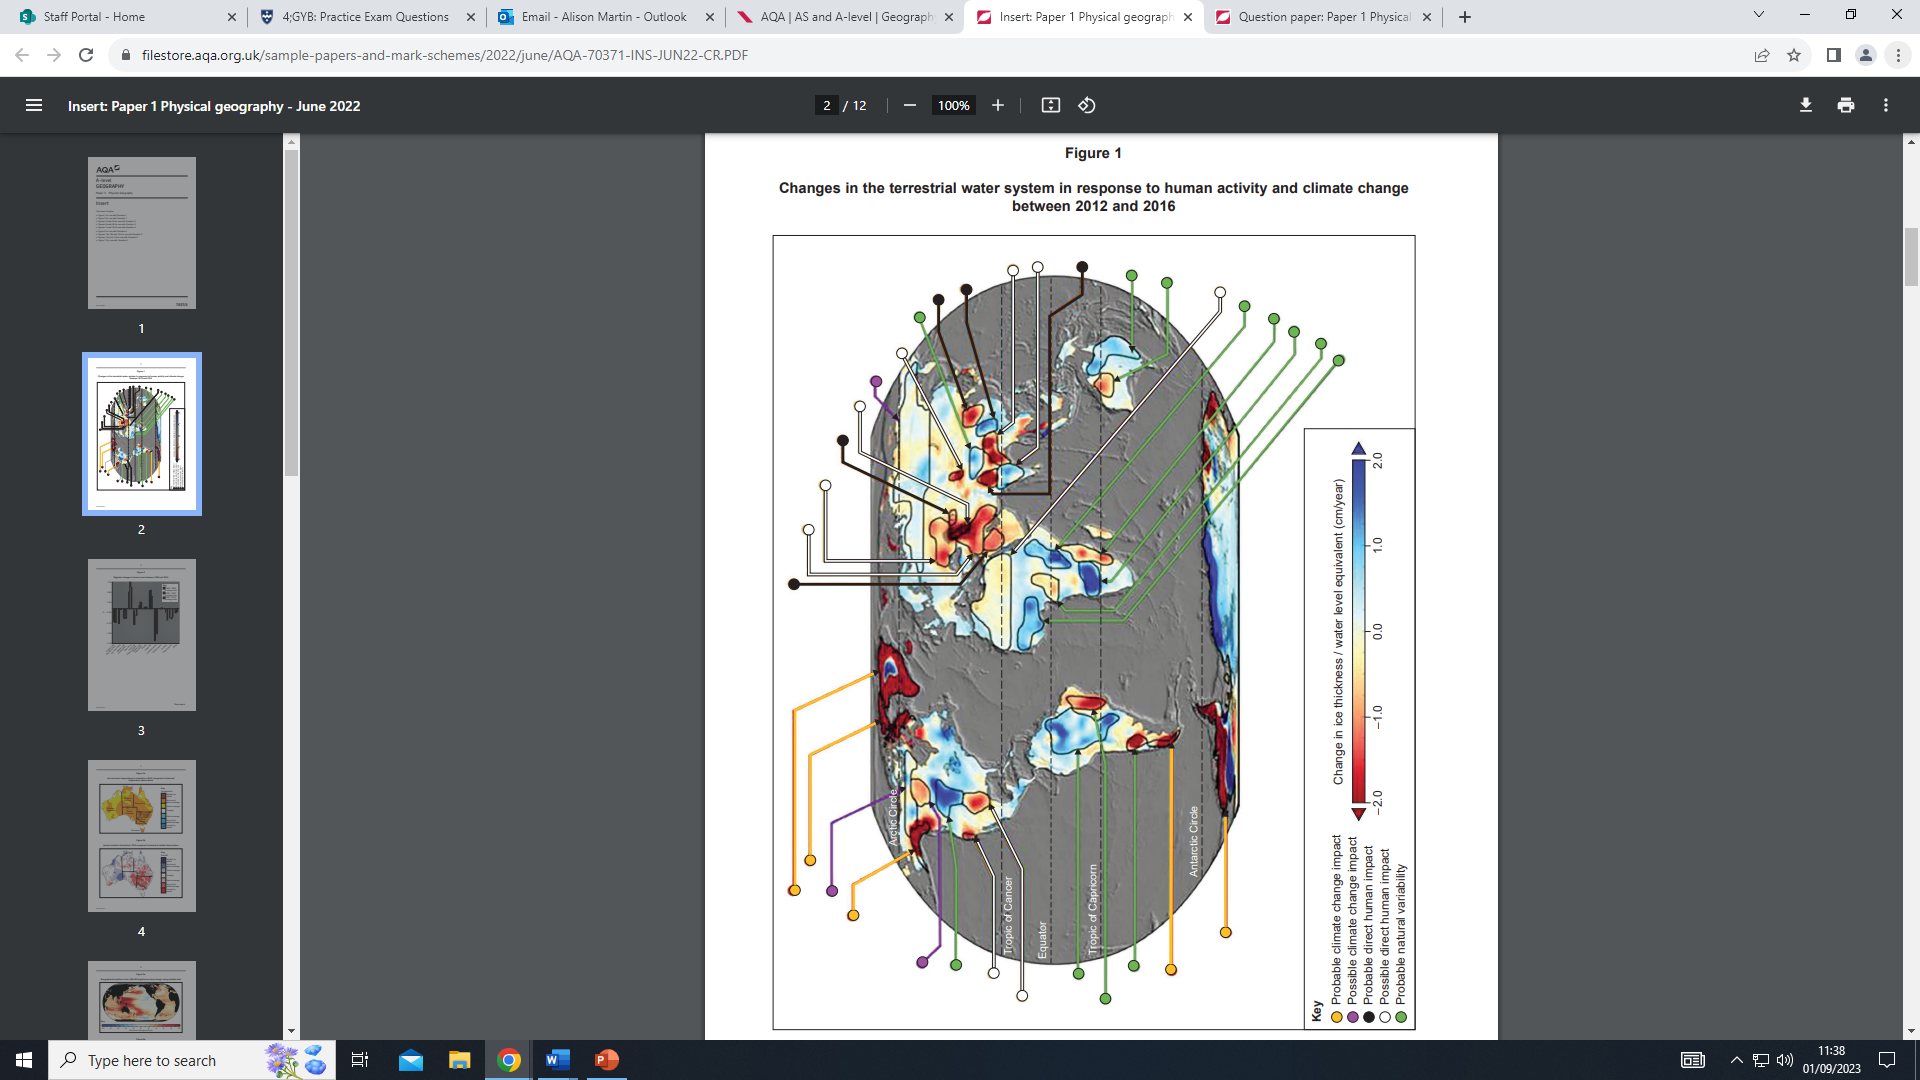 Staff Portal - Home
4;GYB: Practice Exam Questions
Email - Alison Martin - Outlook
AQA | AS and A-level | Geograph
Insert: Paper 1 Physical geograph
Question paper: Paper 1 Physical
filestore.aqa.org.uk/sample-papers-and-mark-schemes/2022/june/AQA-70371-INS-JUN22-CR.PDF
Insert: Paper 1 Physical geography - June 2022
2 / 12
100%
AQA
A-level
GEOGRAPHY
Insert
1
2
3
4
Figure 1
Changes in the terrestrial water system in response to human activity and climate change
between 2012 and 2016
Arctic Circle
Tropic of Cancer
Equator
Tropic of Capricorn
Antarctic Circle
Key
Probable climate change impact
Possible climate change impact
Probable direct human impact
Possible direct human impact
Probable natural variability
Change in ice thickness / water level equivalent (cm/year)
−2.0
−1.0
0.0
1.0
2.0
Type here to search
11:38
01/09/2023